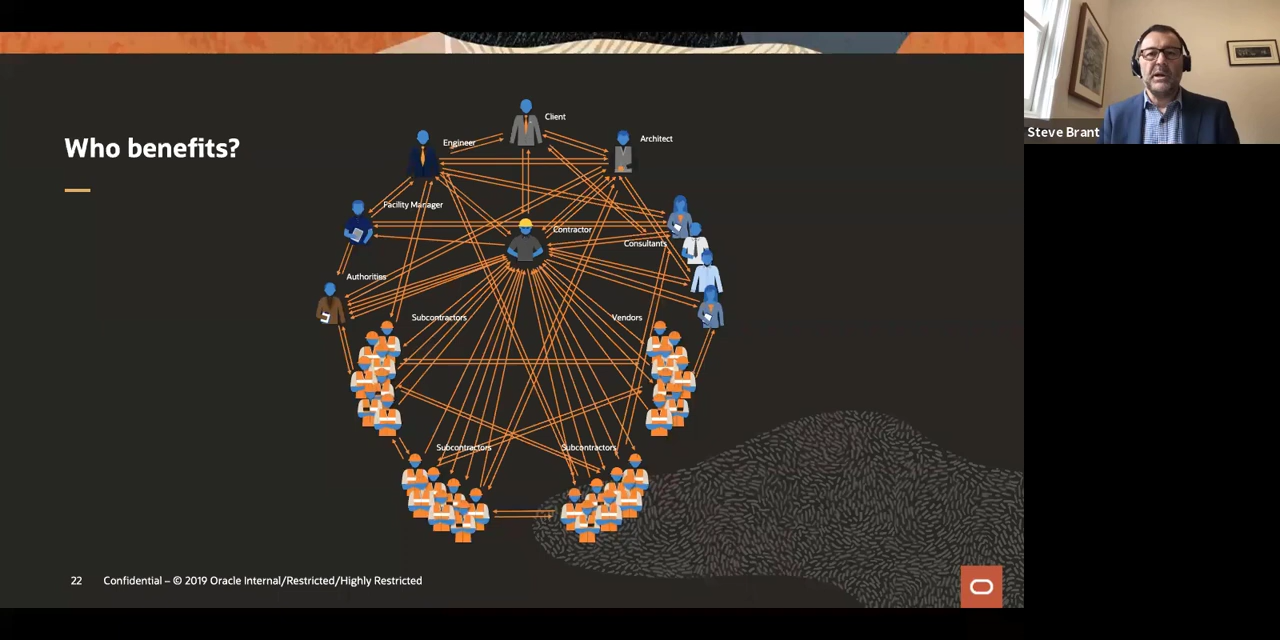 Who benefits?
Client
Engineer
Architect
Facility Manager
Contractor
Consultants
Authorities
Subcontractors
Vendors
Subcontractors
Subcontractors
22
Confidential – © 2019 Oracle Internal/Restricted/Highly Restricted
Steve Brant